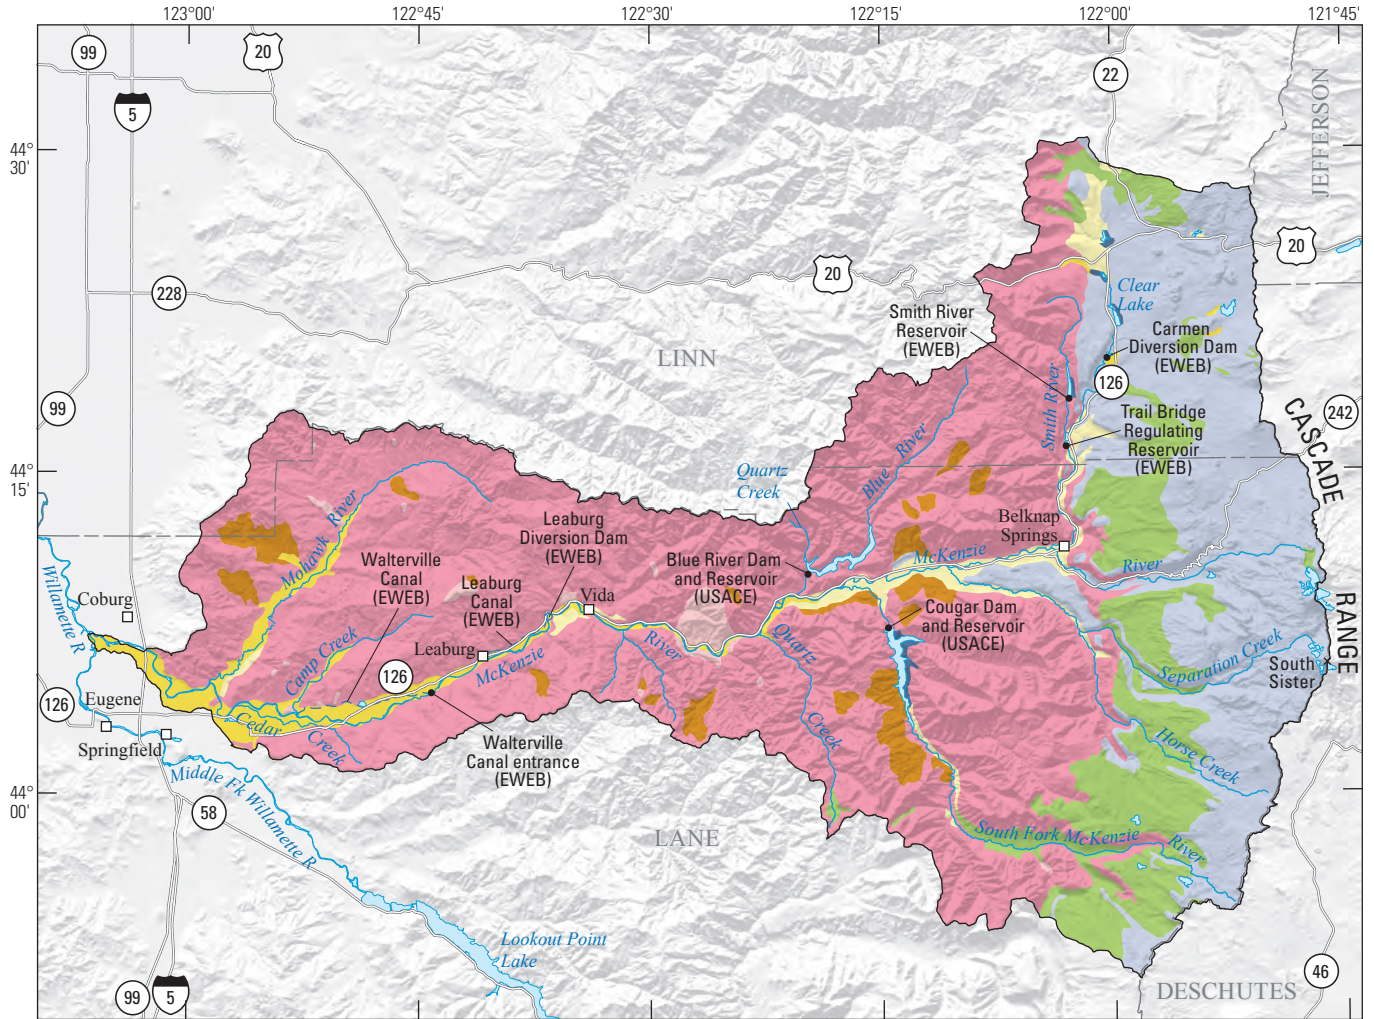 123°00'
122°45'
122°30'
122°15'
122°00'
121°45'
44°
30'
44°
15'
44°
00'
99
20
5
22
JEFFERSON
20
20
228
Clear
Lake
Smith River
Reservoir
(EWEB)
Carmen
Diversion Dam
(EWEB)
LINN
126
99
242
CASCADE
RANGE
Smith River
Trail Bridge
Regulating
Reservoir
(EWEB)
Blue River
Quartz
Creek
Belknap
Springs
Mohawk River
Leaburg
Diversion Dam
(EWEB)
Walterville
Canal
(EWEB)
Leaburg
Canal
(EWEB)
Blue River Dam
and Reservoir
(USACE)
McKenzie
River
Willamette R
Coburg
Vida
Cougar Dam
and Reservoir
(USACE)
Camp Creek
Leaburg
McKenzie
River
Quartz
Creek
Separation Creek
South
Sister
126
126
Eugene
Cedar
Creek
Springfield
Walterville
Canal entrance
(EWEB)
Horse Creek
Middle Fk Willamette R
58
LANE
South Fork McKenzie
River
Lookout Point
Lake
99
5
46
DESCHUTES